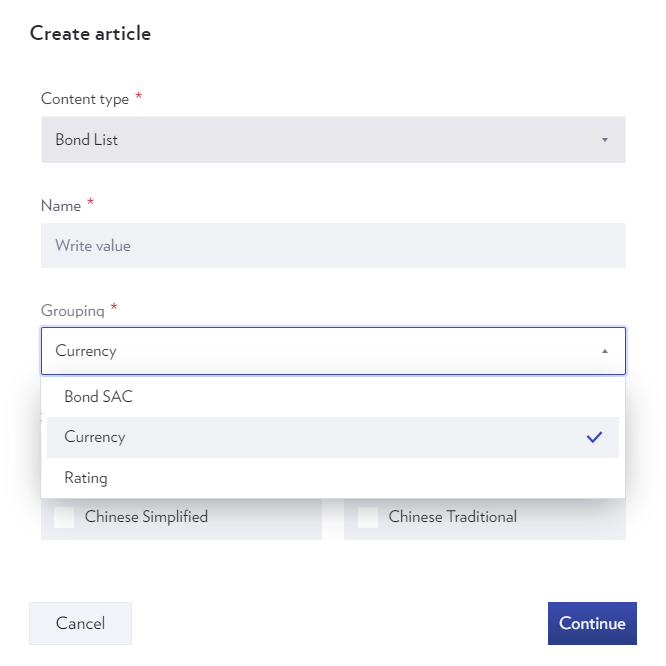 Create article
Content type *
Bond List
Name *
Write value
Grouping *
Currency
Bond SAC
Currency
Rating
Chinese Simplified
Chinese Traditional
Cancel
Continue